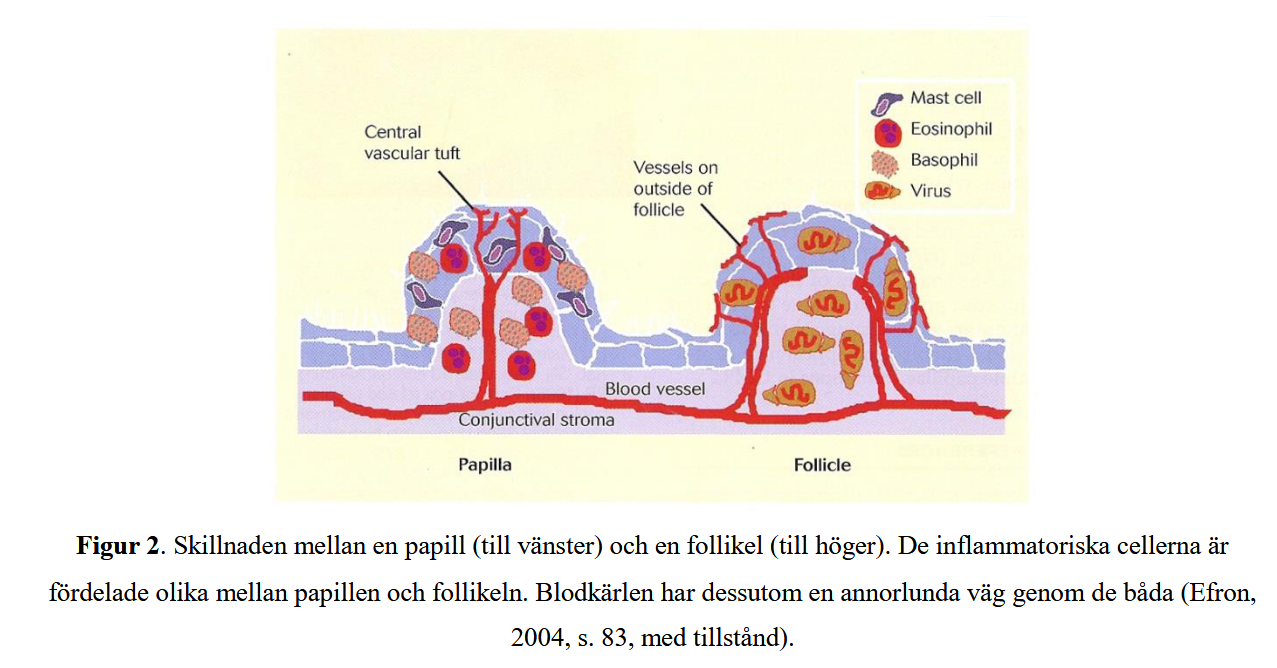 Mast cell
Eosinophil
Basophil
Virus
Central
vascular tuft
Vessels on
outside of
follicle
Blood vessel
Conjunctival stroma
Papilla
Follicle
Figur 2. Skillnaden mellan en papill (till vänster) och en follikel (till höger). De inflammatoriska cellerna är
fördelade olika mellan papillen och follikeln. Blodkärlen har dessutom en annorlunda väg genom de båda (Efron,
2004, s. 83, med tillstånd).